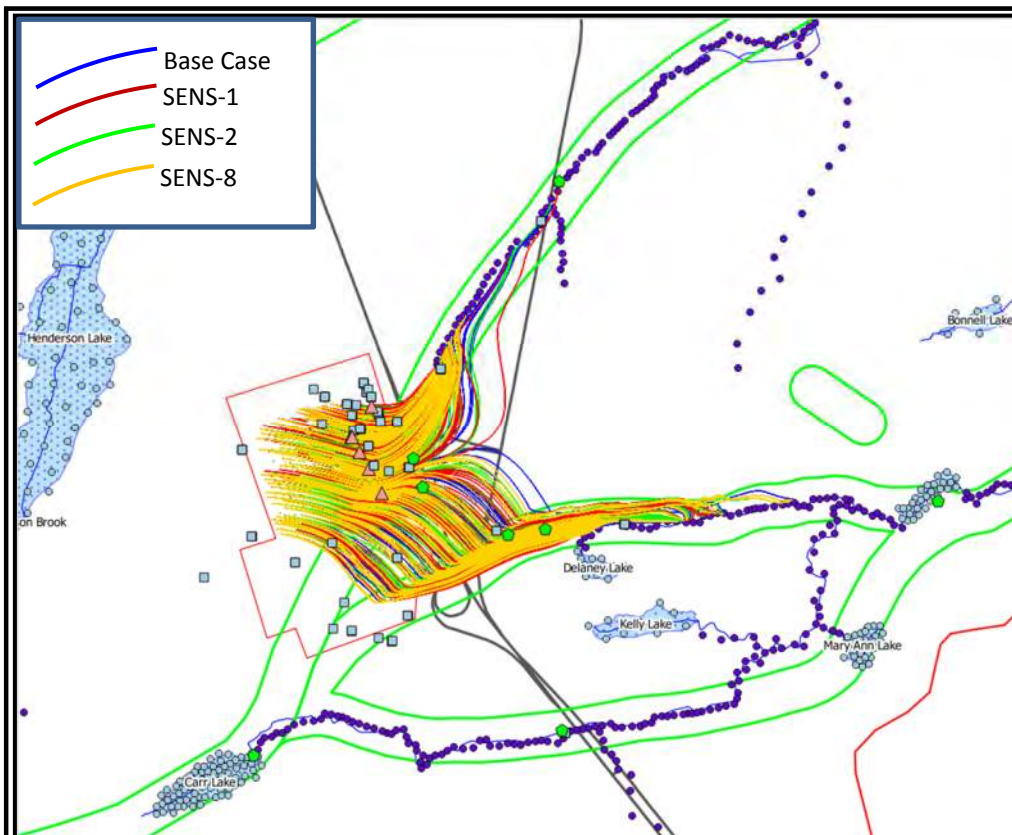 Base Case
SENS-1
SENS-2
SENS-8
Henderson Lake
Bonnell Lake
son Brook
Delaney Lake
Kelly Lake
Mary Ann Lake
Carr Lake